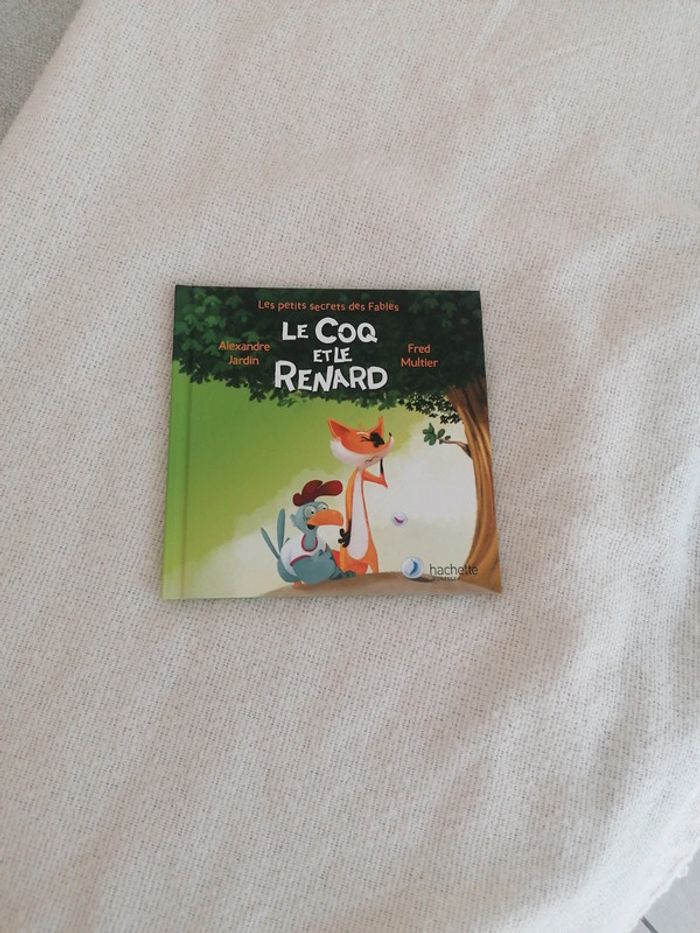 Les petits secrets des Fables
LE COQ
ET LE
RENARD
Alexandre
Jardin
Fred
Multier
hachette